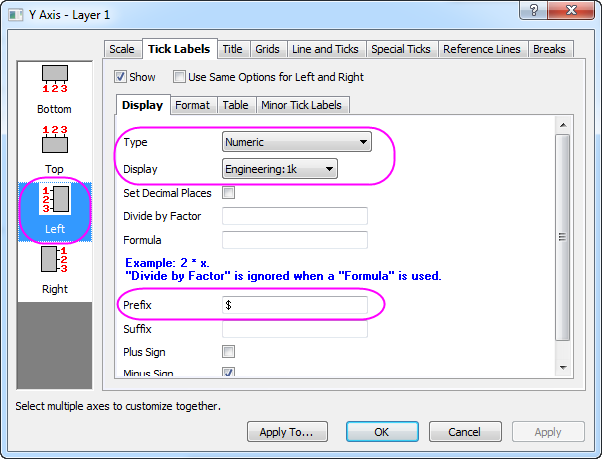 Y Axis - Layer 1
?
Scale Tick Labels Title Grids Line and Ticks Special Ticks Reference Lines Breaks
Show Use Same Options for Left and Right
1 2 3
Bottom
1 2 3
Top
1
2
3
Left
1
2
3
Right
Display Format Table Minor Tick Labels
Type Numeric
Display Engineering:1k
Set Decimal Places
Divide by Factor
Formula
Example: 2 * x.
"Divide by Factor" is ignored when a "Formula" is used.
Prefix $
Suffix
Plus Sign
Minus Sign
Select multiple axes to customize together.
Apply To... OK Cancel Apply